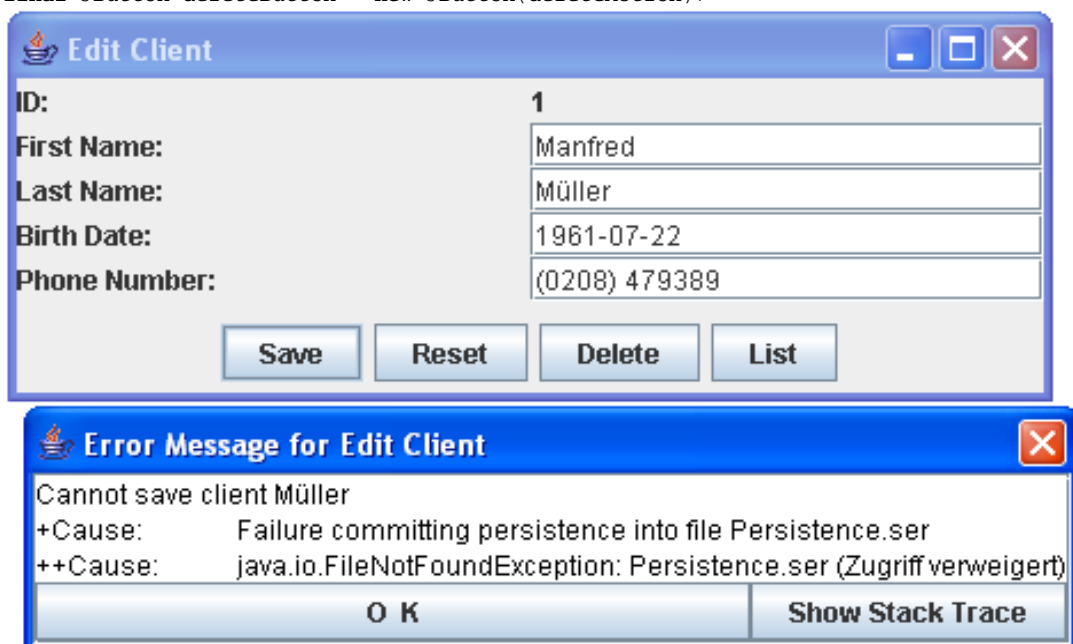 Edit Client
ID: 1
First Name: Manfred
Last Name: Müller
Birth Date: 1961-07-22
Phone Number: (0208) 479389
Save Reset Delete List
Error Message for Edit Client
Cannot save client Müller
+Cause: Failure committing persistence into file Persistence.ser
++Cause: java.io.FileNotFoundException: Persistence.ser (Zugriff verweigert)
O K Show Stack Trace